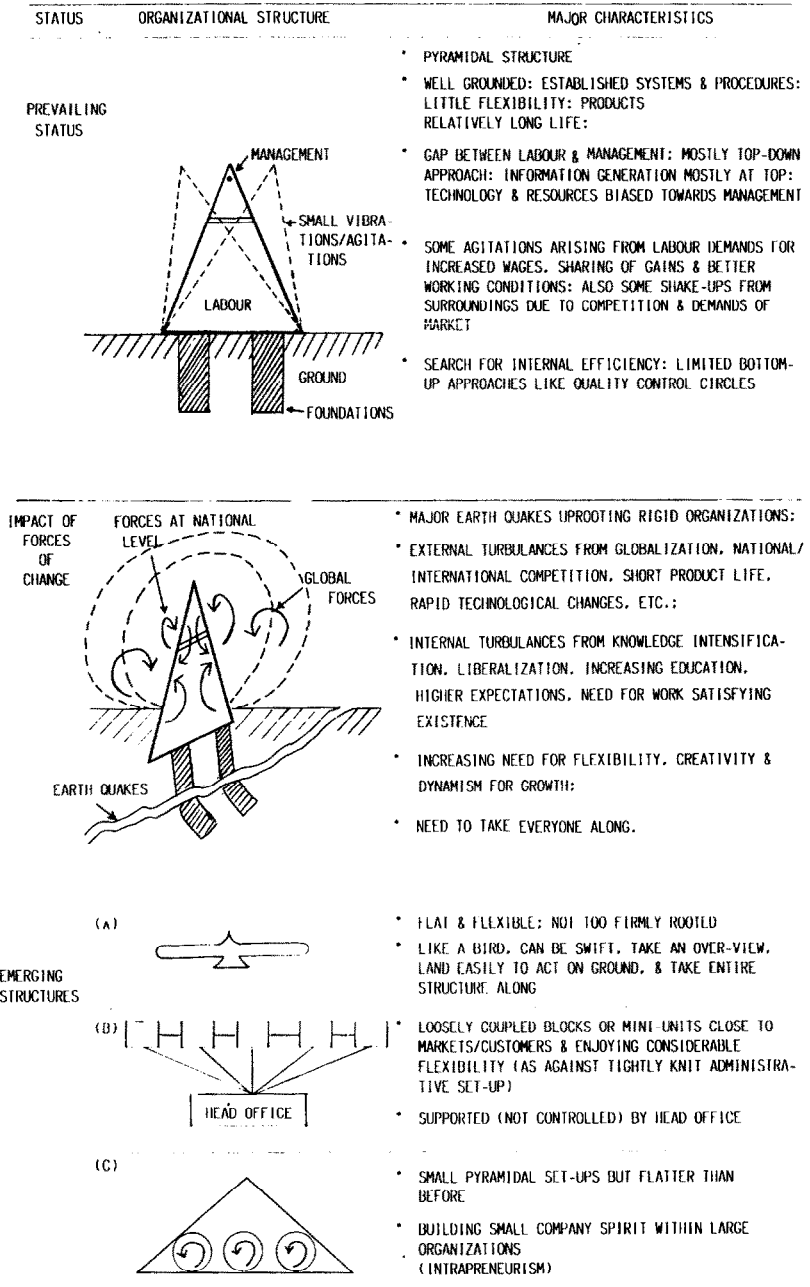 STATUS ORGANIZATIONAL STRUCTURE MAJOR CHARACTERISTICS
PREVAILING
STATUS
MANAGEMENT
SMALL VIBRA-
TIONS/AGITA-
TIONS
LABOUR
GROUND
FOUNDATIONS
* PYRAMIDAL STRUCTURE
* WELL GROUNDED: ESTABLISHED SYSTEMS & PROCEDURES:
LITTLE FLEXIBILITY: PRODUCTS
RELATIVELY LONG LIFE:
* GAP BETWEEN LABOUR & MANAGEMENT: MOSTLY TOP-DOWN
APPROACH: INFORMATION GENERATION MOSTLY AT TOP:
TECHNOLOGY & RESOURCES BIASED TOWARDS MANAGEMENT
* SOME AGITATIONS ARISING FROM LABOUR DEMANDS FOR
INCREASED WAGES, SHARING OF GAINS & BETTER
WORKING CONDITIONS: ALSO SOME SHAKE-UPS FROM
SURROUNDINGS DUE TO COMPETITION & DEMANDS OF
MARKET
* SEARCH FOR INTERNAL EFFICIENCY: LIMITED BOTTOM-
UP APPROACHES LIKE QUALITY CONTROL CIRCLES
IMPACT OF
FORCES
OF
CHANGE
FORCES AT NATIONAL
LEVEL
GLOBAL
FORCES
EARTH QUAKES
* MAJOR EARTH QUAKES UPROOTING RIGID ORGANIZATIONS;
* EXTERNAL TURBULANCES FROM GLOBALIZATION, NATIONAL/
INTERNATIONAL COMPETITION, SHORT PRODUCT LIFE,
RAPID TECHNOLOGICAL CHANGES, ETC.;
* INTERNAL TURBULANCES FROM KNOWLEDGE INTENSIFICA-
TION, LIBERALIZATION, INCREASING EDUCATION,
HIGHER EXPECTATIONS, NEED FOR WORK SATISFYING
EXISTENCE
* INCREASING NEED FOR FLEXIBILITY, CREATIVITY &
DYNAMISM FOR GROWTH;
* NEED TO TAKE EVERYONE ALONG.
EMERGING
STRUCTURES
(A)
* FLAT & FLEXIBLE; NOT TOO FIRMLY ROOTED
* LIKE A BIRD, CAN BE SWIFT, TAKE AN OVER-VIEW,
LAND EASILY TO ACT ON GROUND, & TAKE ENTIRE
STRUCTURE ALONG
(B)
HEAD OFFICE
* LOOSELY COUPLED BLOCKS OR MINI-UNITS CLOSE TO
MARKETS/CUSTOMERS & ENJOYING CONSIDERABLE
FLEXIBILITY (AS AGAINST TIGHTLY KNIT ADMINISTRA-
TIVE SET-UP)
* SUPPORTED (NOT CONTROLLED) BY HEAD OFFICE
(C)
* SMALL PYRAMIDAL SET-UPS BUT FLATTER THAN
BEFORE
* BUILDING SMALL COMPANY SPIRIT WITHIN LARGE
ORGANIZATIONS
(INTRAPRENEURISM)